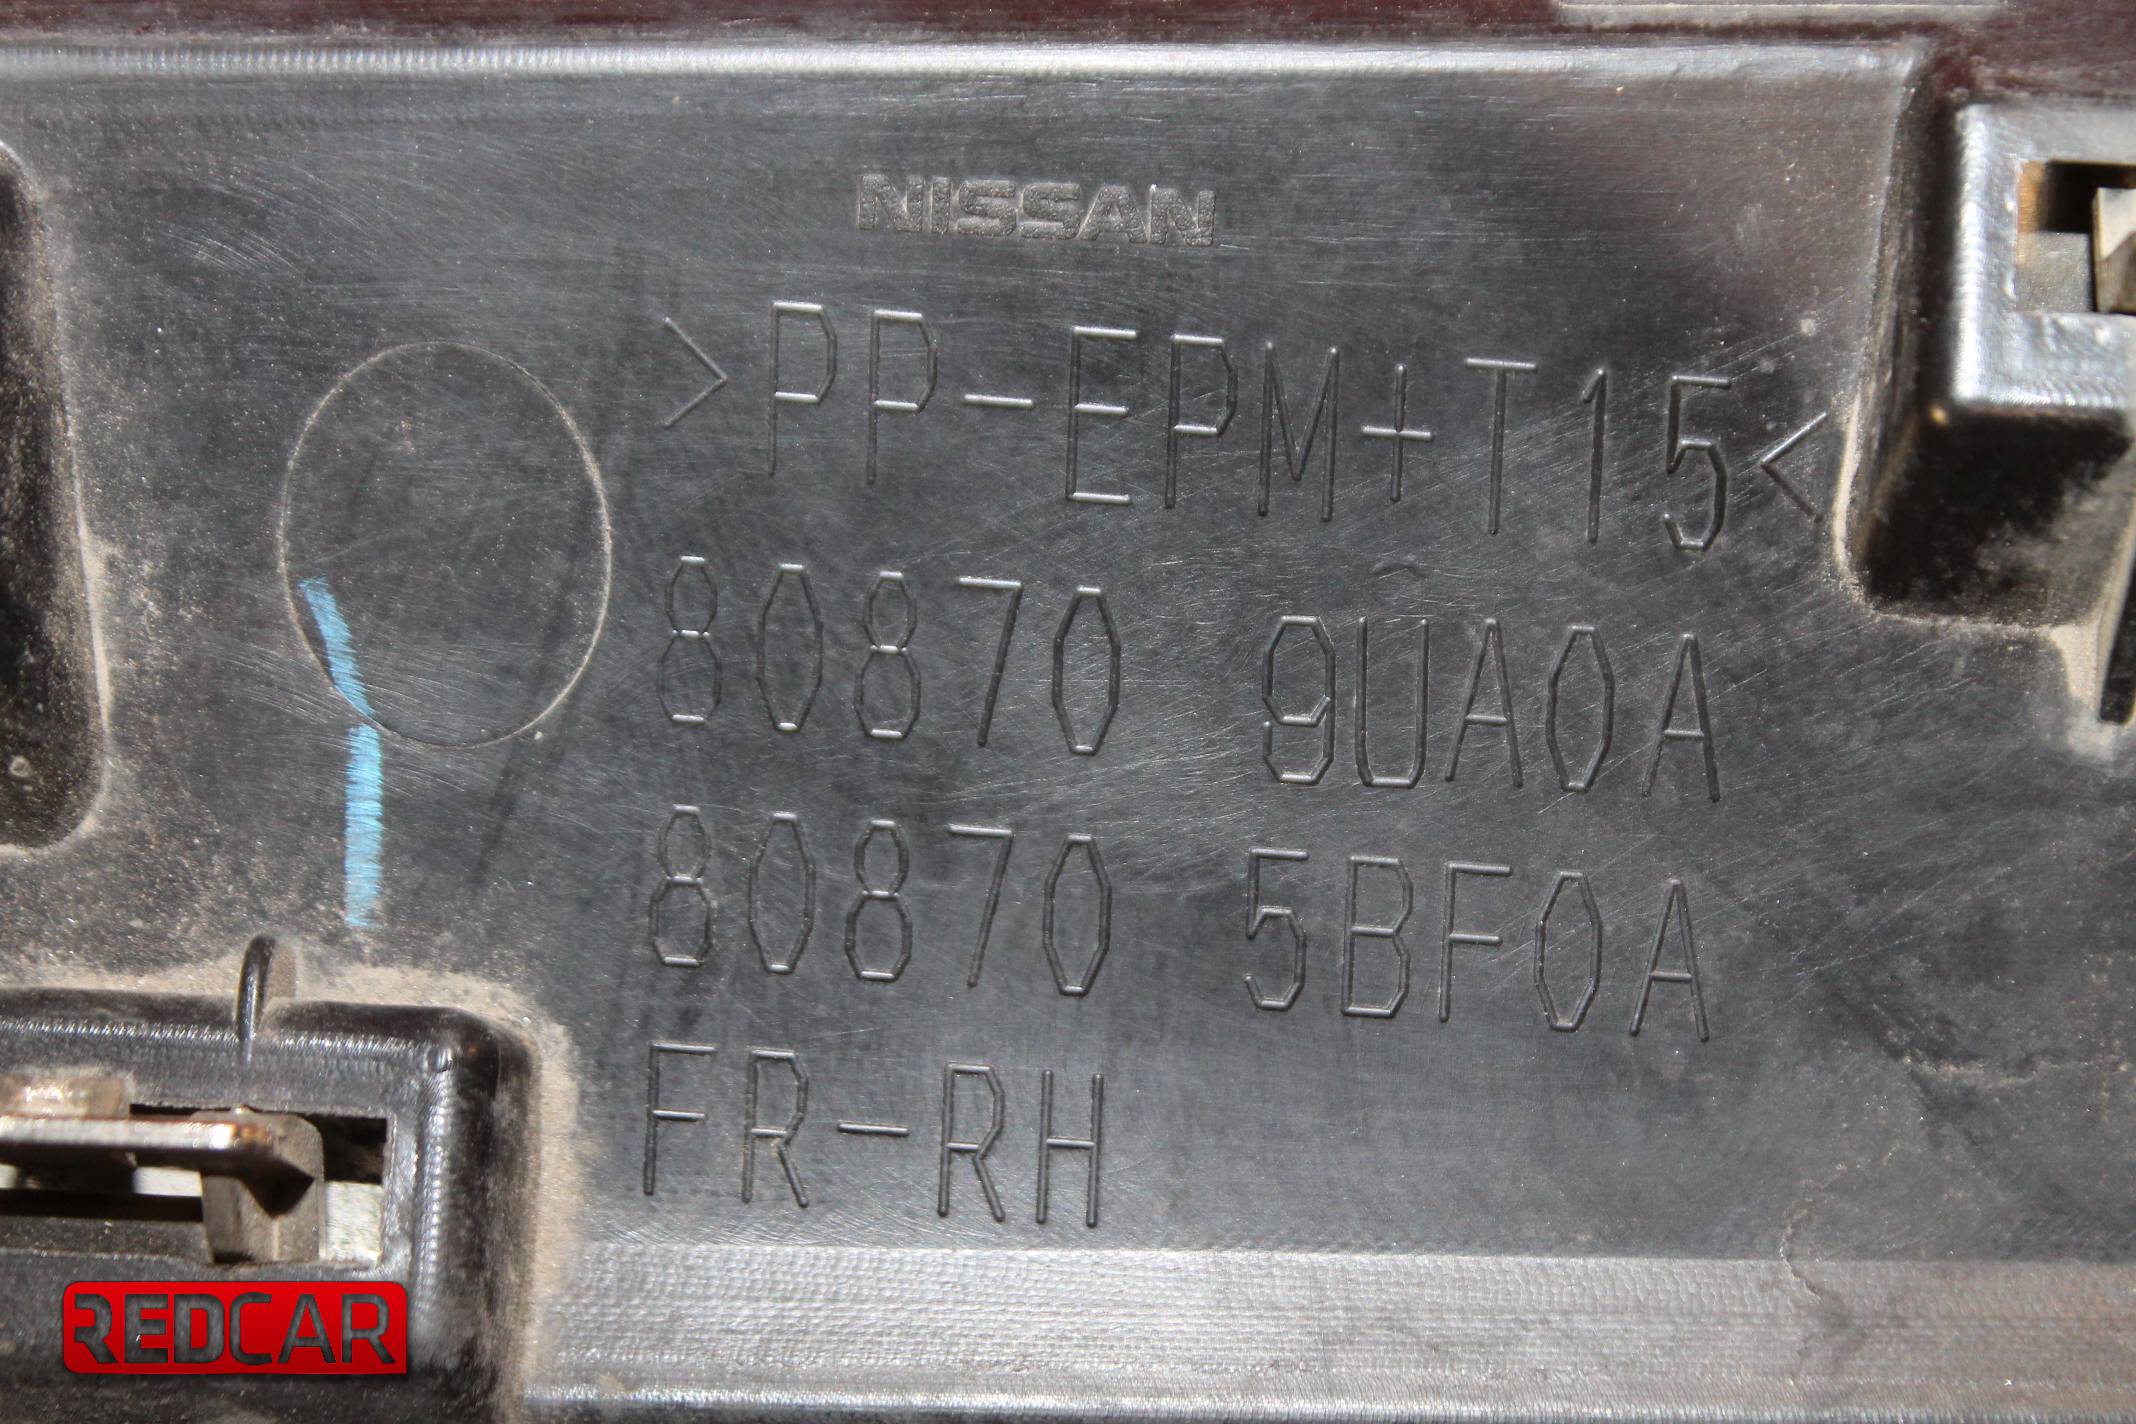 NISSAN
>PP-EPM+T15<
80870 9UA0A
80870 5BF0A
FR-RH
REDCAR